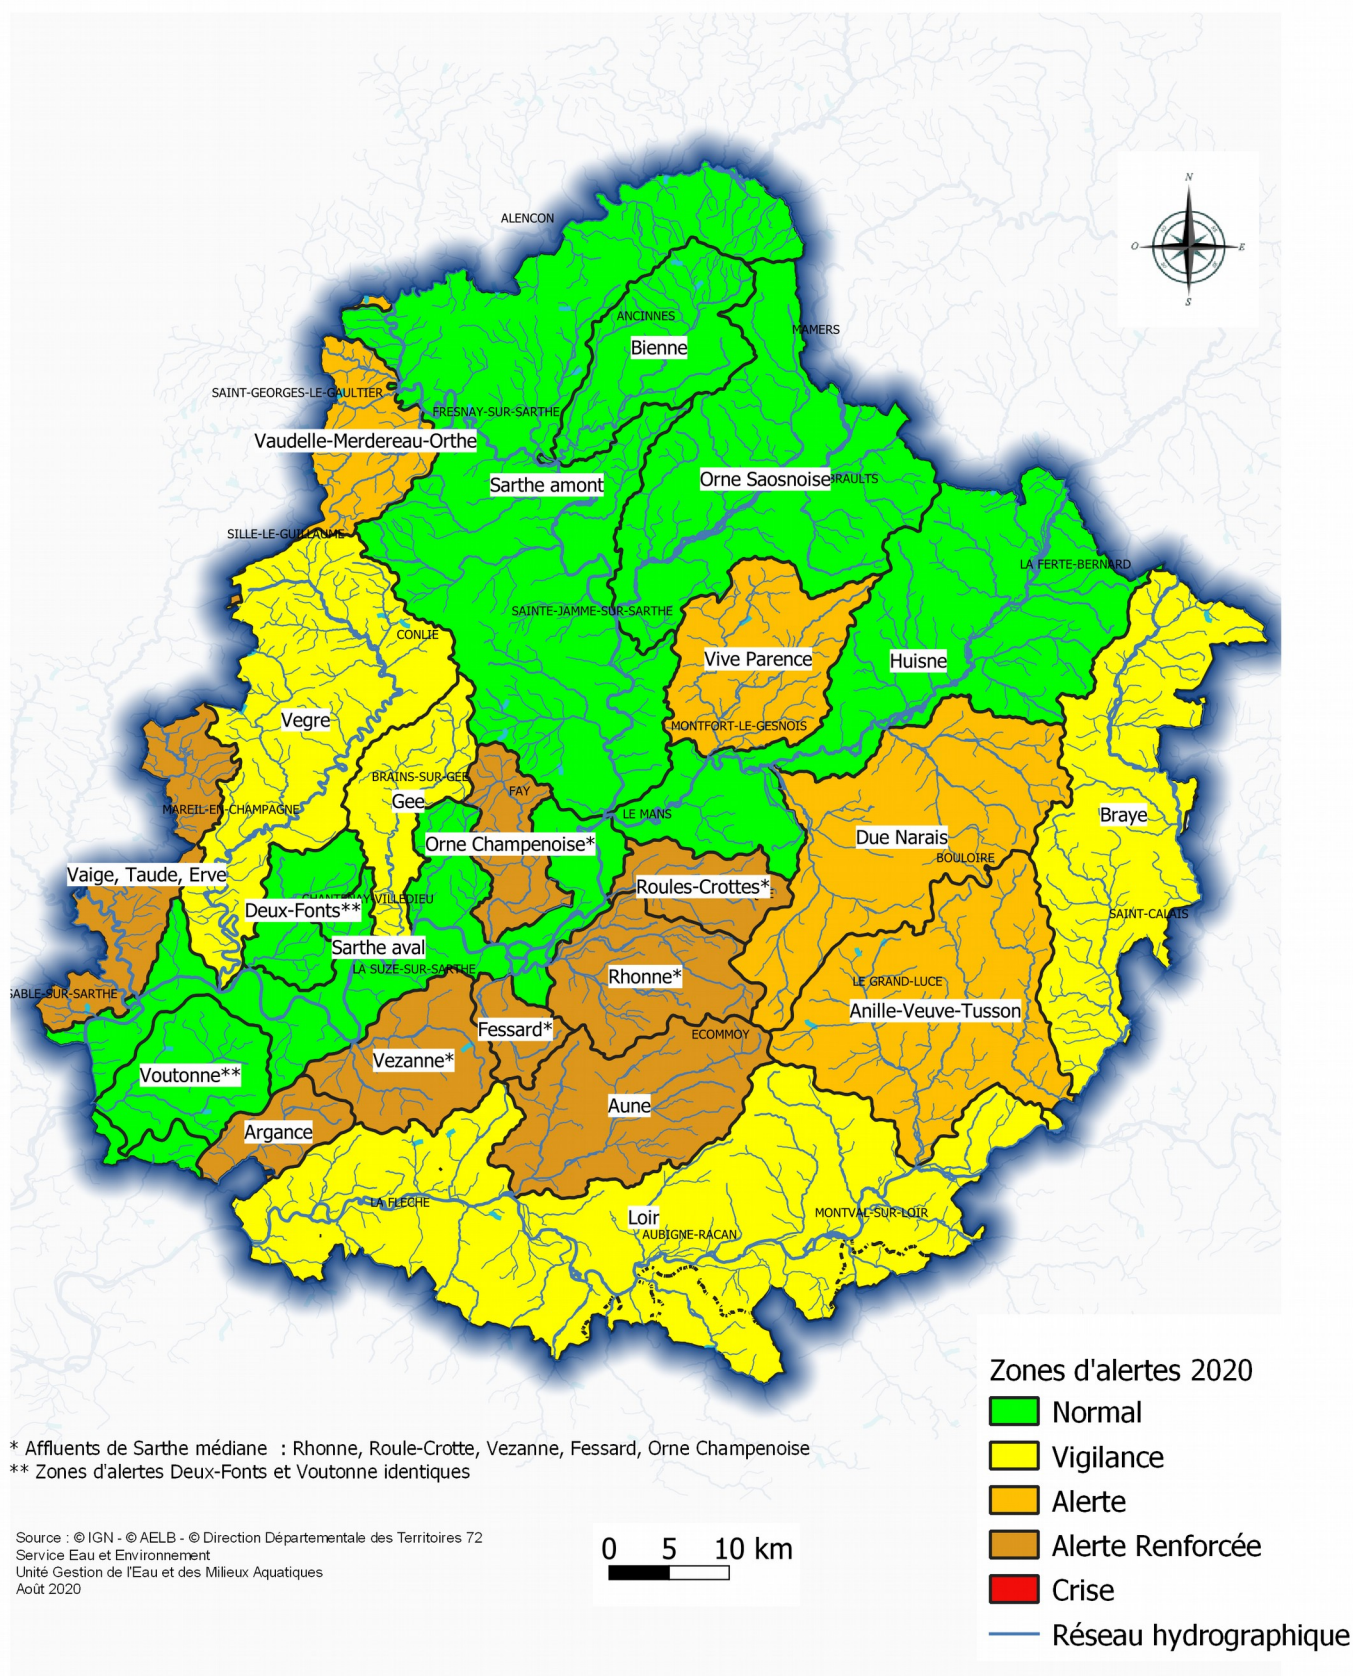 N
O
E
S
ALENCON
ANCINNES
MAMERS
Bienne
SAINT-GEORGES-LE-GAULTIER
FRESNAY-SUR-SARTHE
Vaudelle-Merdereau-Orthe
Sarthe amont
Orne Saosnoise
SILLE-LE-GUILLAUME
LA FERTE-BERNARD
SAINTE-JAMME-SUR-SARTHE
CONLIE
Vive Parence
Huisne
Vegre
MONTFORT-LE-GESNOIS
BRAINS-SUR-GEE
FAY
Gee
MAREIL-EN-CHAMPAGNE
LE MANS
Braye
Due Narais
Orne Champenoise*
BOULOIRE
Vaige, Taude, Erve
Roules-Crottes*
Deux-Fonts**
SAINT-CALAIS
Sarthe aval
LA SUZE-SUR-SARTHE
Rhonne*
LE GRAND-LUCE
SABLE-SUR-SARTHE
Anille-Veuve-Tusson
Fessard*
ECOMMOY
Vezanne*
Voutonne**
Aune
Argance
LA FLECHE
Loir
MONTVAL-SUR-LOIR
AUBIGNE-RACAN
Zones d'alertes 2020
Normal
Vigilance
Alerte
Alerte Renforcée
Crise
Réseau hydrographique
* Affluents de Sarthe médiane : Rhonne, Roule-Crotte, Vezanne, Fessard, Orne Champenoise
** Zones d'alertes Deux-Fonts et Voutonne identiques
Source : © IGN - © AELB - © Direction Départementale des Territoires 72
Service Eau et Environnement
Unité Gestion de l'Eau et des Milieux Aquatiques
Août 2020
0 5 10 km